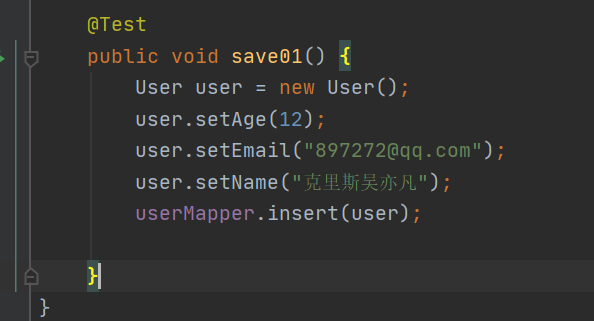 @Test
public void save01() {
User user = new User();
user.setAge(12);
user.setEmail("897272@qq.com");
user.setName("克里斯吴亦凡");
userMapper.insert(user);
}
}